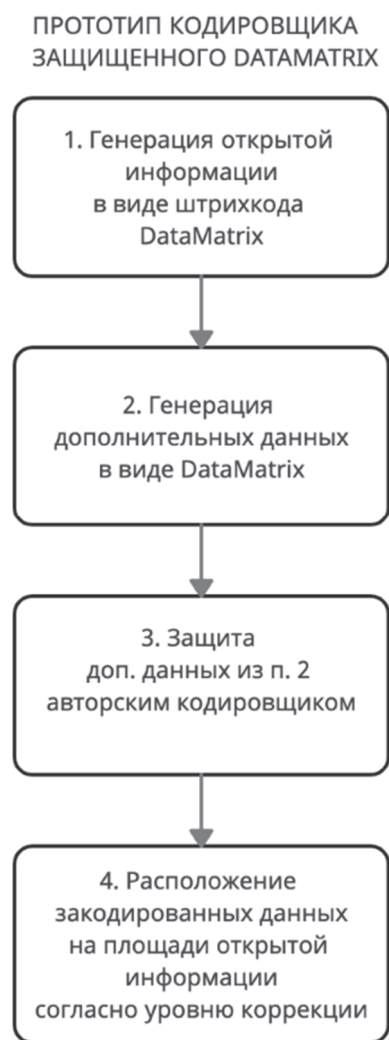 ПРОТОТИП КОДИРОВЩИКА
ЗАЩИЩЕННОГО DATAMATRIX
1. Генерация открытой
информации
в виде штрихкода
DataMatrix
2. Генерация
дополнительных данных
в виде DataMatrix
3. Защита
доп. данных из п. 2
авторским кодировщиком
4. Расположение
закодированных данных
на площади открытой
информации
согласно уровню коррекции